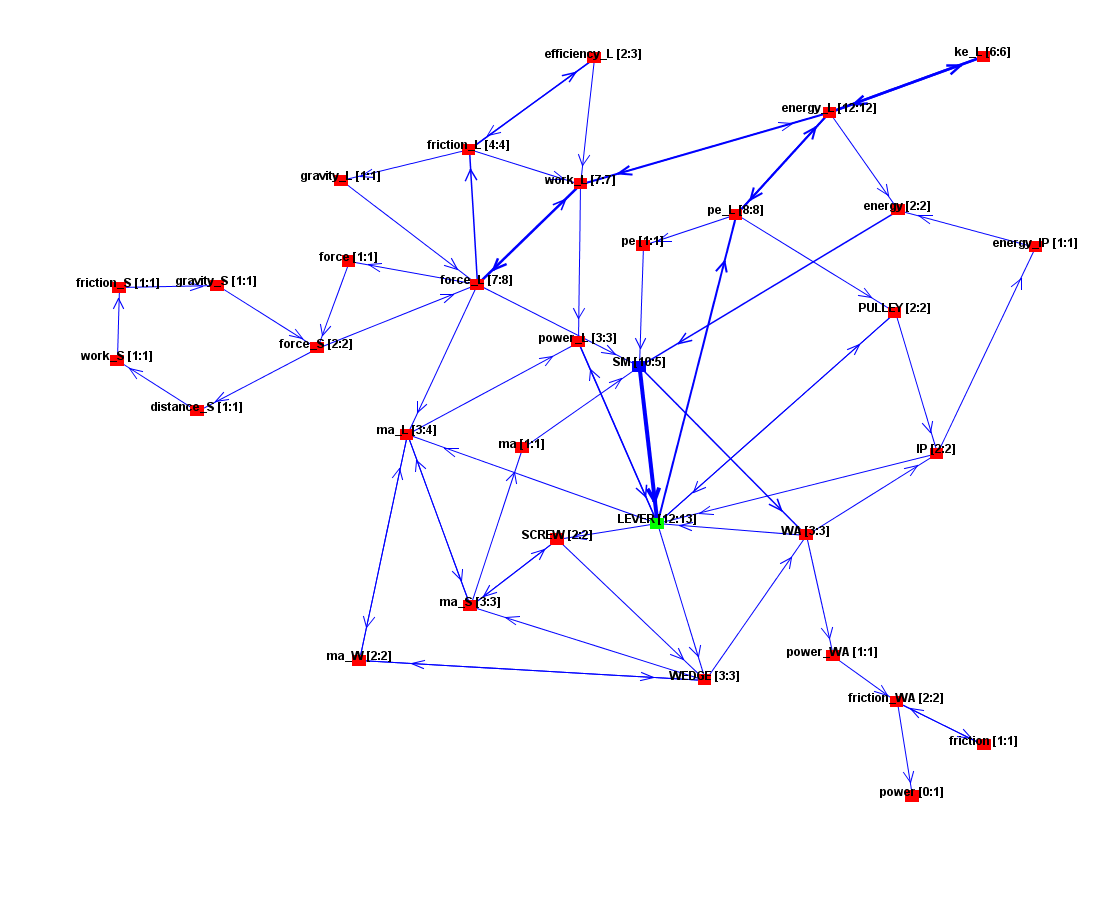 efficiency_L [2:3]
ke_L [6:6]
energy_L [12:12]
friction_L [4:4]
gravity_L [1:1]
work_L [7:7]
pe_L [8:8]
energy [2:2]
pe [1:1]
energy_IP [1:1]
force [1:1]
friction_S [1:1]
gravity_S [1:1]
force_L [7:8]
PULLEY [2:2]
force_S [2:2]
power_L [3:3]
work_S [1:1]
SM [10:5]
distance_S [1:1]
ma_L [3:4]
ma [1:1]
IP [2:2]
LEVER [12:13]
SCREW [2:2]
WA [3:3]
ma_S [3:3]
ma_W [2:2]
power_WA [1:1]
WEDGE [3:3]
friction_WA [2:2]
friction [1:1]
power [0:1]